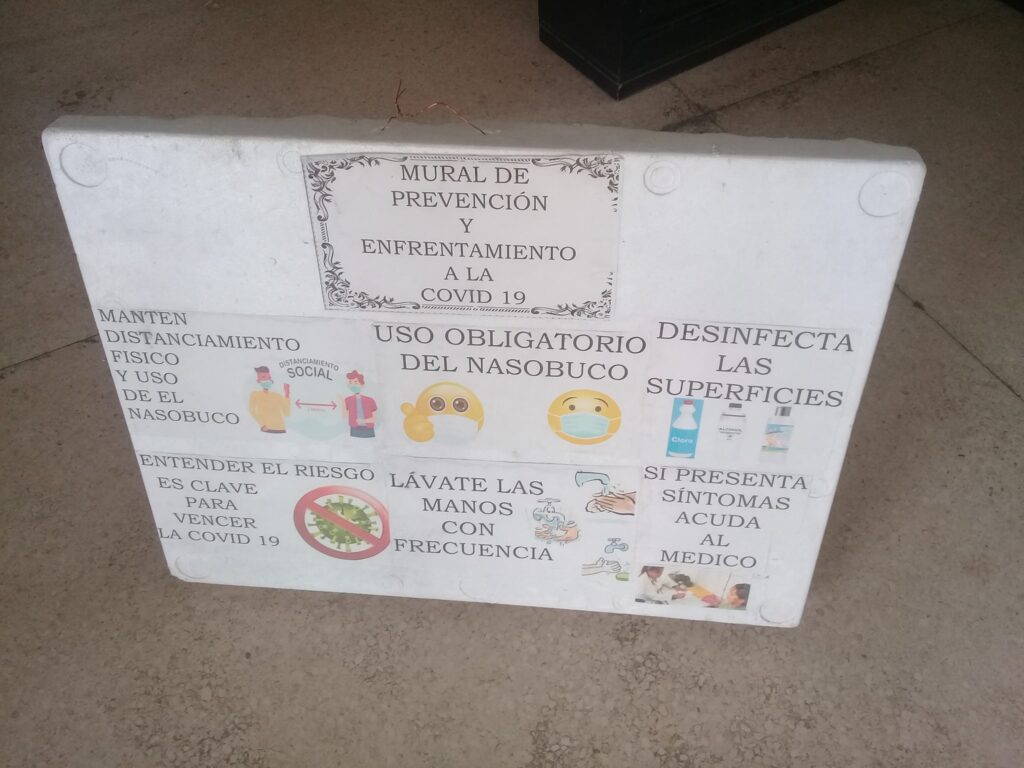 MURAL DE
PREVENCIÓN
Y
ENFRENTAMIENTO
A LA
COVID 19
MANTEN
DISTANCIAMIENTO
FISICO
Y USO
DE EL
NASOBUCO
DISTANCIAMIENTO
SOCIAL
USO OBLIGATORIO
DEL NASOBUCO
DESINFECTA
LAS
SUPERFICIES
Cloro
ALCOHOL
ENTENDER EL RIESGO
ES CLAVE
PARA
VENCER
LA COVID 19
LÁVATE LAS
MANOS
CON
FRECUENCIA
SI PRESENTA
SÍNTOMAS
ACUDA
AL
MEDICO